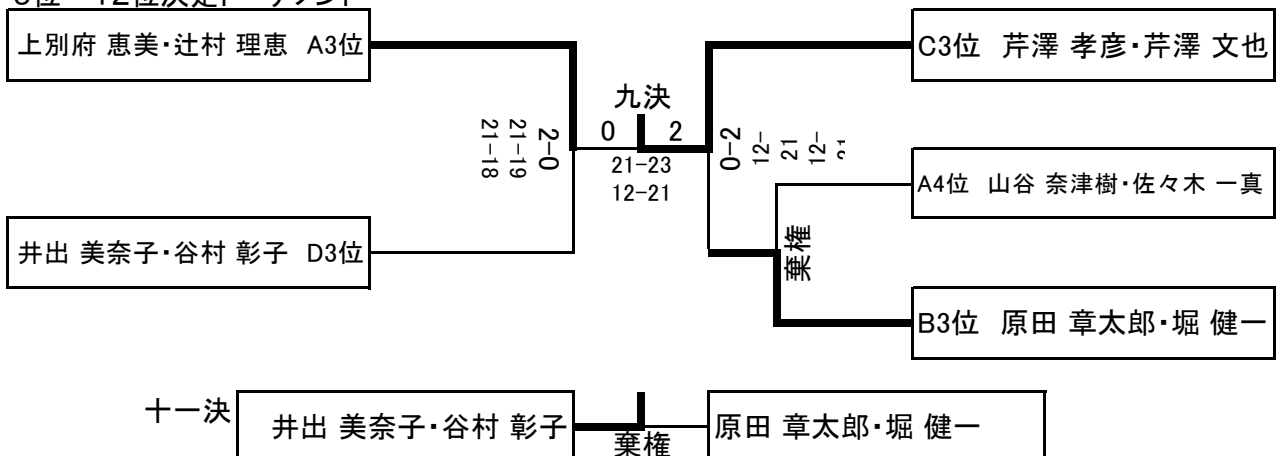 上別府 恵美・辻村 理恵 A3位
C3位 芹澤 孝彦・芹澤 文也
九決
0 2
21-18
21-19
2-0
21-23
12-21
0-2
12-
21
12-
A4位 山谷 奈津樹・佐々木 一真
井出 美奈子・谷村 彰子 D3位
棄権
B3位 原田 章太郎・堀 健一
十一決
井出 美奈子・谷村 彰子
原田 章太郎・堀 健一
棄権